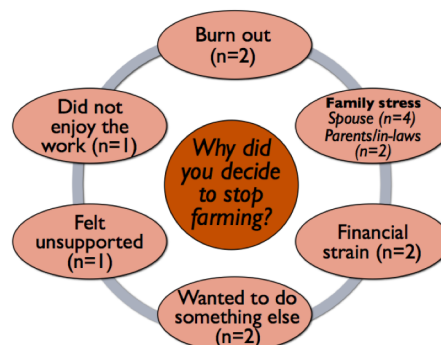 Burn out
(n=2)
Family stress
Spouse (n=4)
Parents/in-laws
(n=2)
Financial
strain (n=2)
Wanted to do
something else
(n=2)
Felt
unsupported
(n=1)
Did not
enjoy the
work (n=1)
Why did
you decide
to stop
farming?